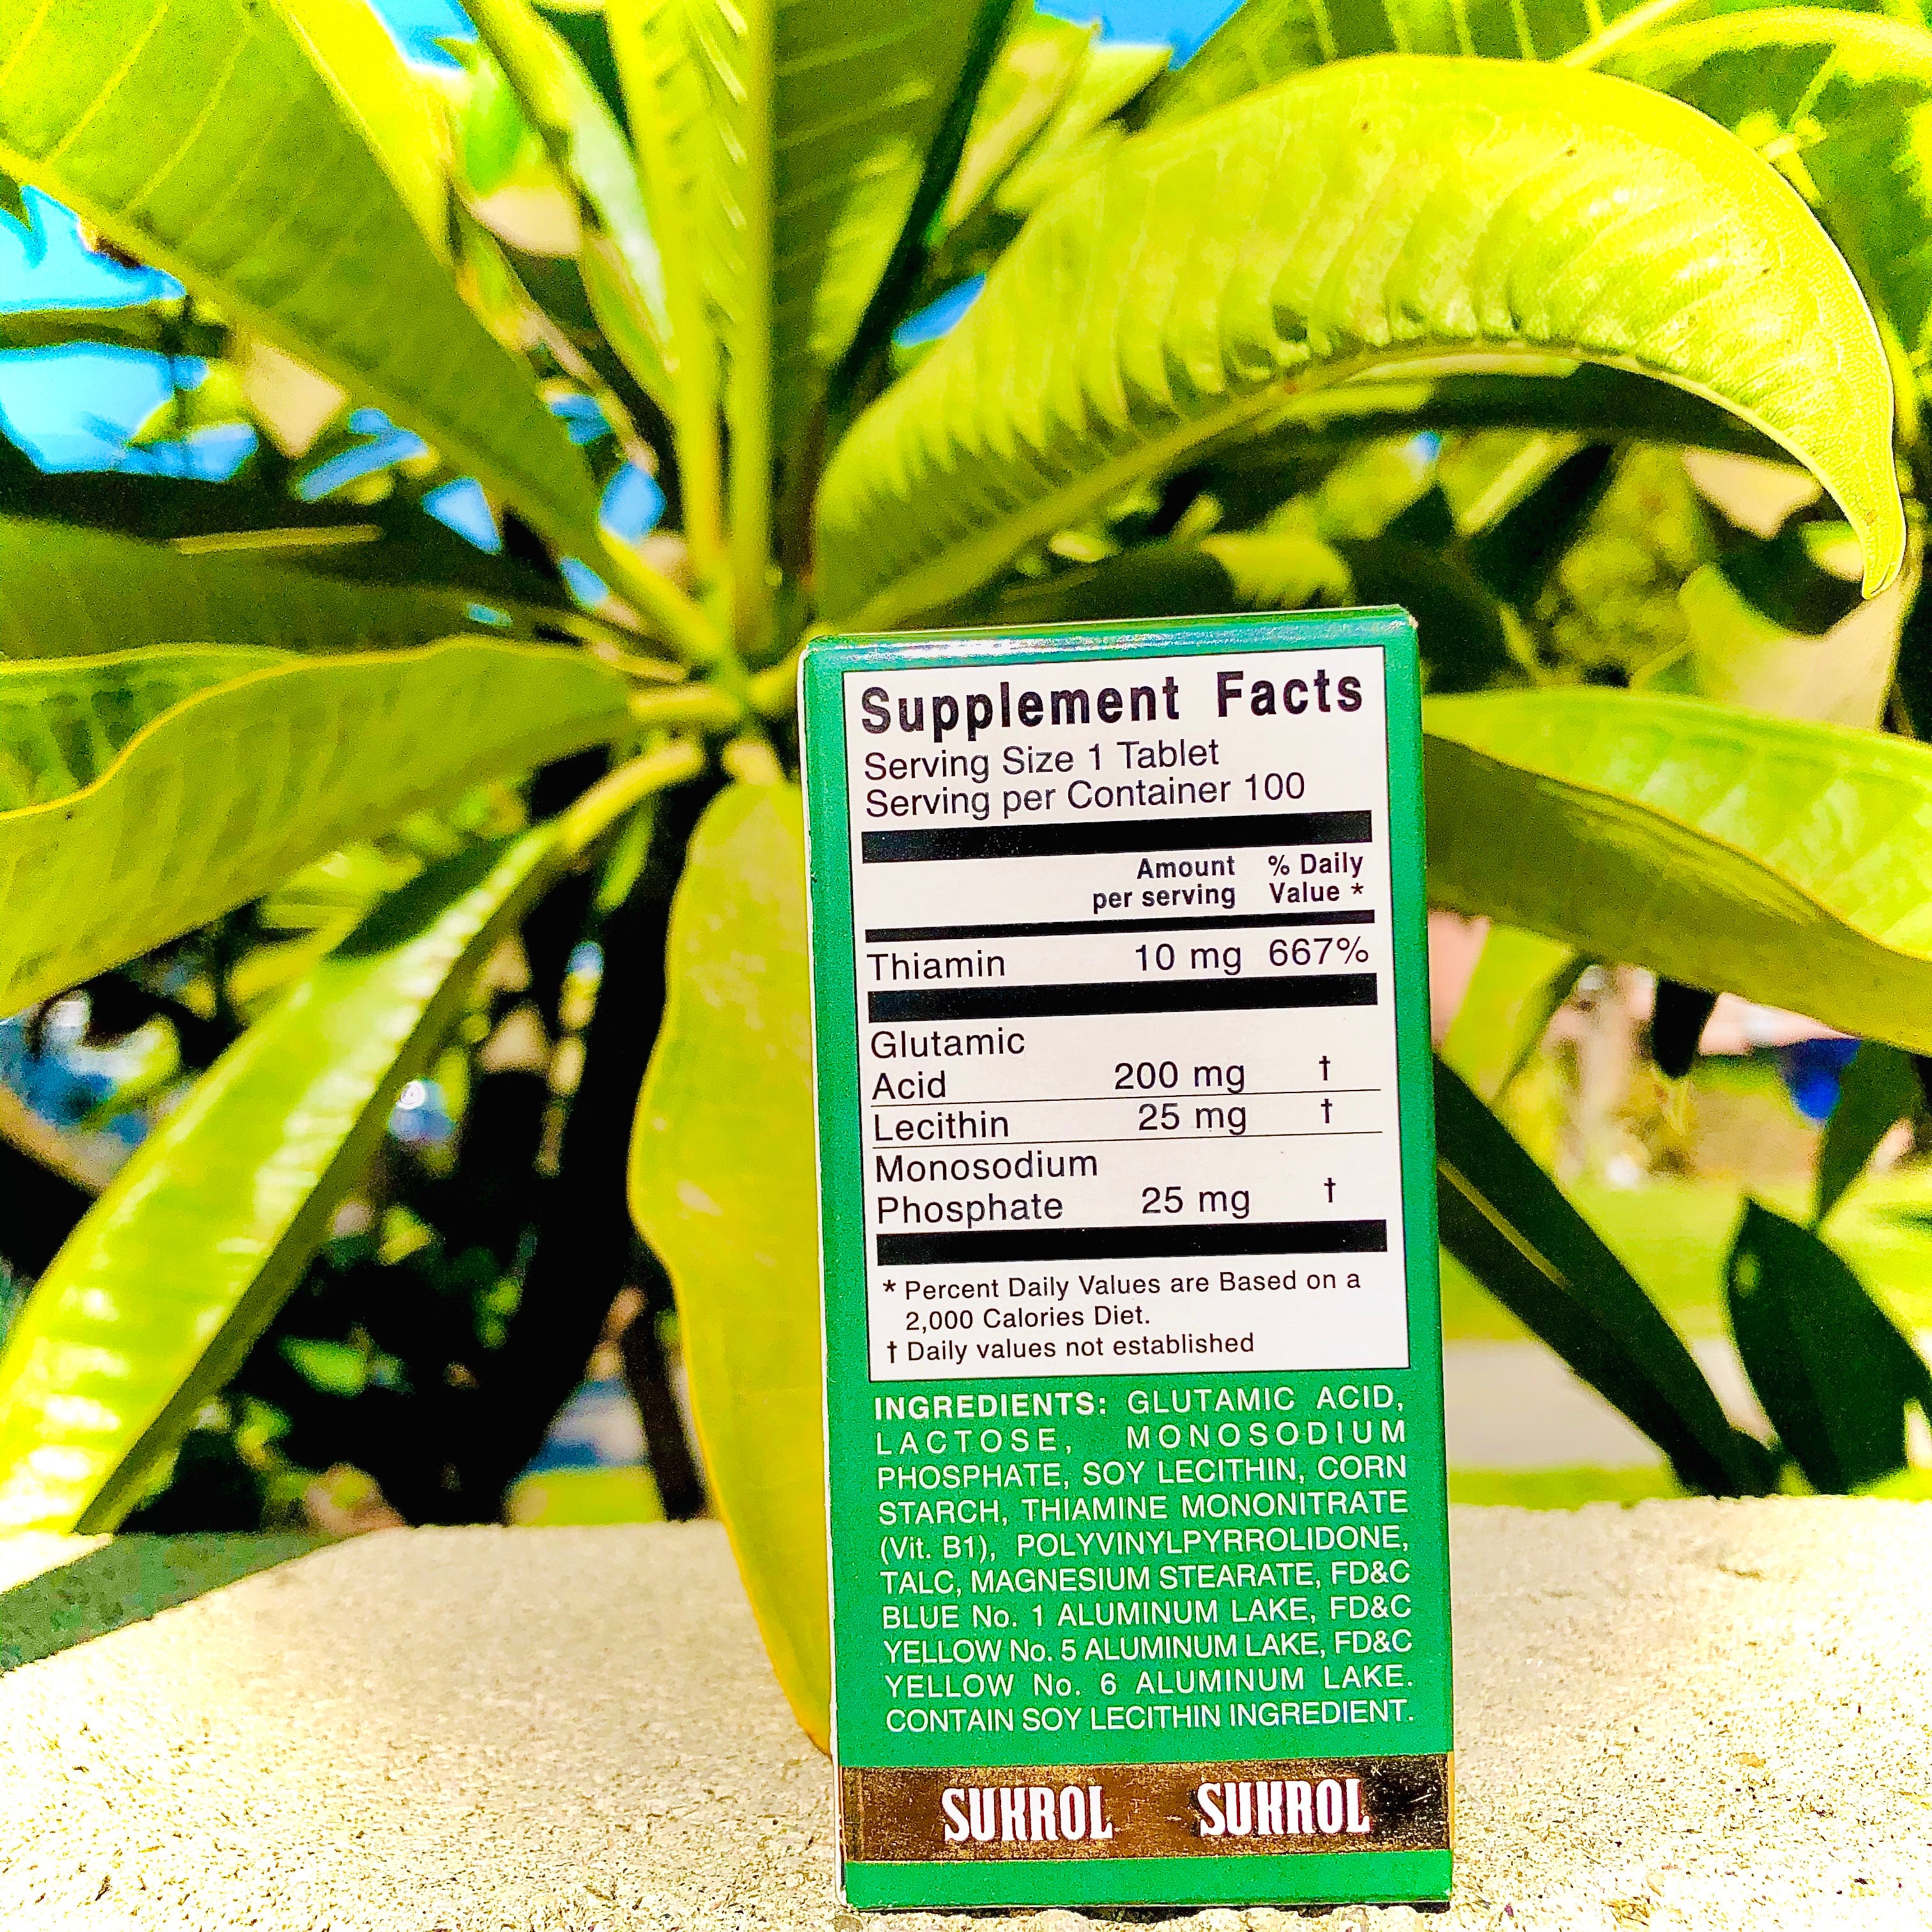 Supplement Facts
Serving Size 1 Tablet
Serving per Container 100
Amount per serving % Daily Value *
Thiamin 10 mg 667%
Glutamic
Acid 200 mg †
Lecithin 25 mg †
Monosodium
Phosphate 25 mg †
* Percent Daily Values are Based on a
2,000 Calories Diet.
† Daily values not established
INGREDIENTS: GLUTAMIC ACID,
LACTOSE, MONOSODIUM
PHOSPHATE, SOY LECITHIN, CORN
STARCH, THIAMINE MONONITRATE
(Vit. B1), POLYVINYLPYRROLIDONE,
TALC, MAGNESIUM STEARATE, FD&C
BLUE No. 1 ALUMINUM LAKE, FD&C
YELLOW No. 5 ALUMINUM LAKE, FD&C
YELLOW No. 6 ALUMINUM LAKE.
CONTAIN SOY LECITHIN INGREDIENT.
SUKROL SUKROL